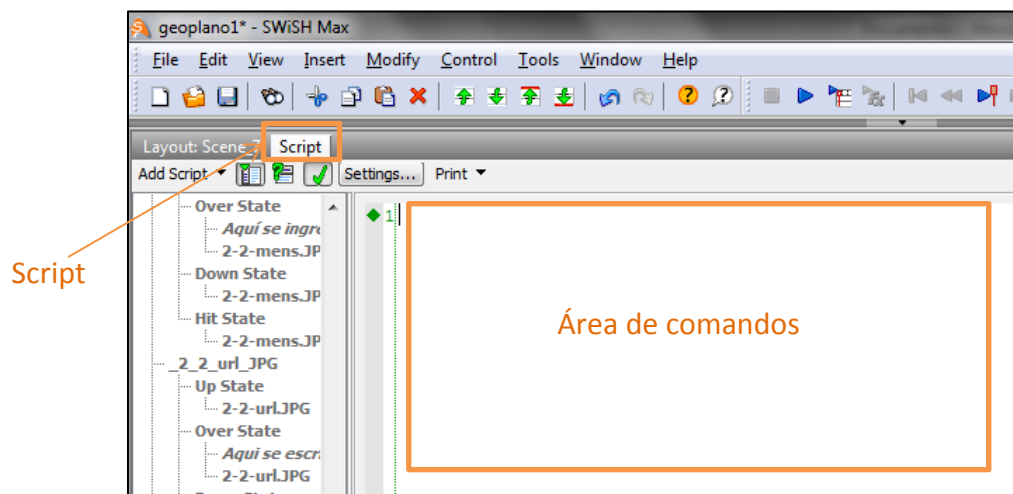 geoplano1* - SWiSH Max
File Edit View Insert Modify Control Tools Window Help
Layout: Scene_7 Script
Add Script Settings... Print
Over State
Aquí se ingre
2-2-mens.JP
Down State
2-2-mens.JP
Hit State
2-2-mens.JP
_2_2_url_JPG
Up State
2-2-url.JPG
Over State
Aqui se escri
2-2-url.JPG
1
Script
Área de comandos